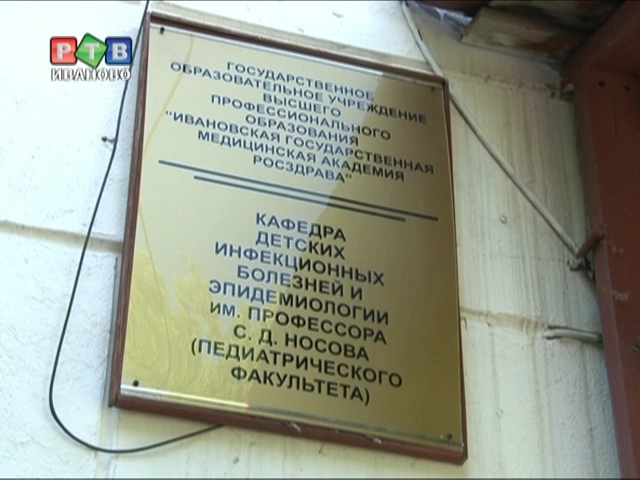 РТВ
ИВАНОВО
ГОСУДАРСТВЕННОЕ
ОБРАЗОВАТЕЛЬНОЕ УЧРЕЖДЕНИЕ
ВЫСШЕГО
ПРОФЕССИОНАЛЬНОГО
ОБРАЗОВАНИЯ
"ИВАНОВСКАЯ ГОСУДАРСТВЕННАЯ
МЕДИЦИНСКАЯ АКАДЕМИЯ
РОСЗДРАВА"
КАФЕДРА
ДЕТСКИХ
ИНФЕКЦИОННЫХ
БОЛЕЗНЕЙ И
ЭПИДЕМИОЛОГИИ
ИМ. ПРОФЕССОРА
С. Д. НОСОВА
(ПЕДИАТРИЧЕСКОГО
ФАКУЛЬТЕТА)